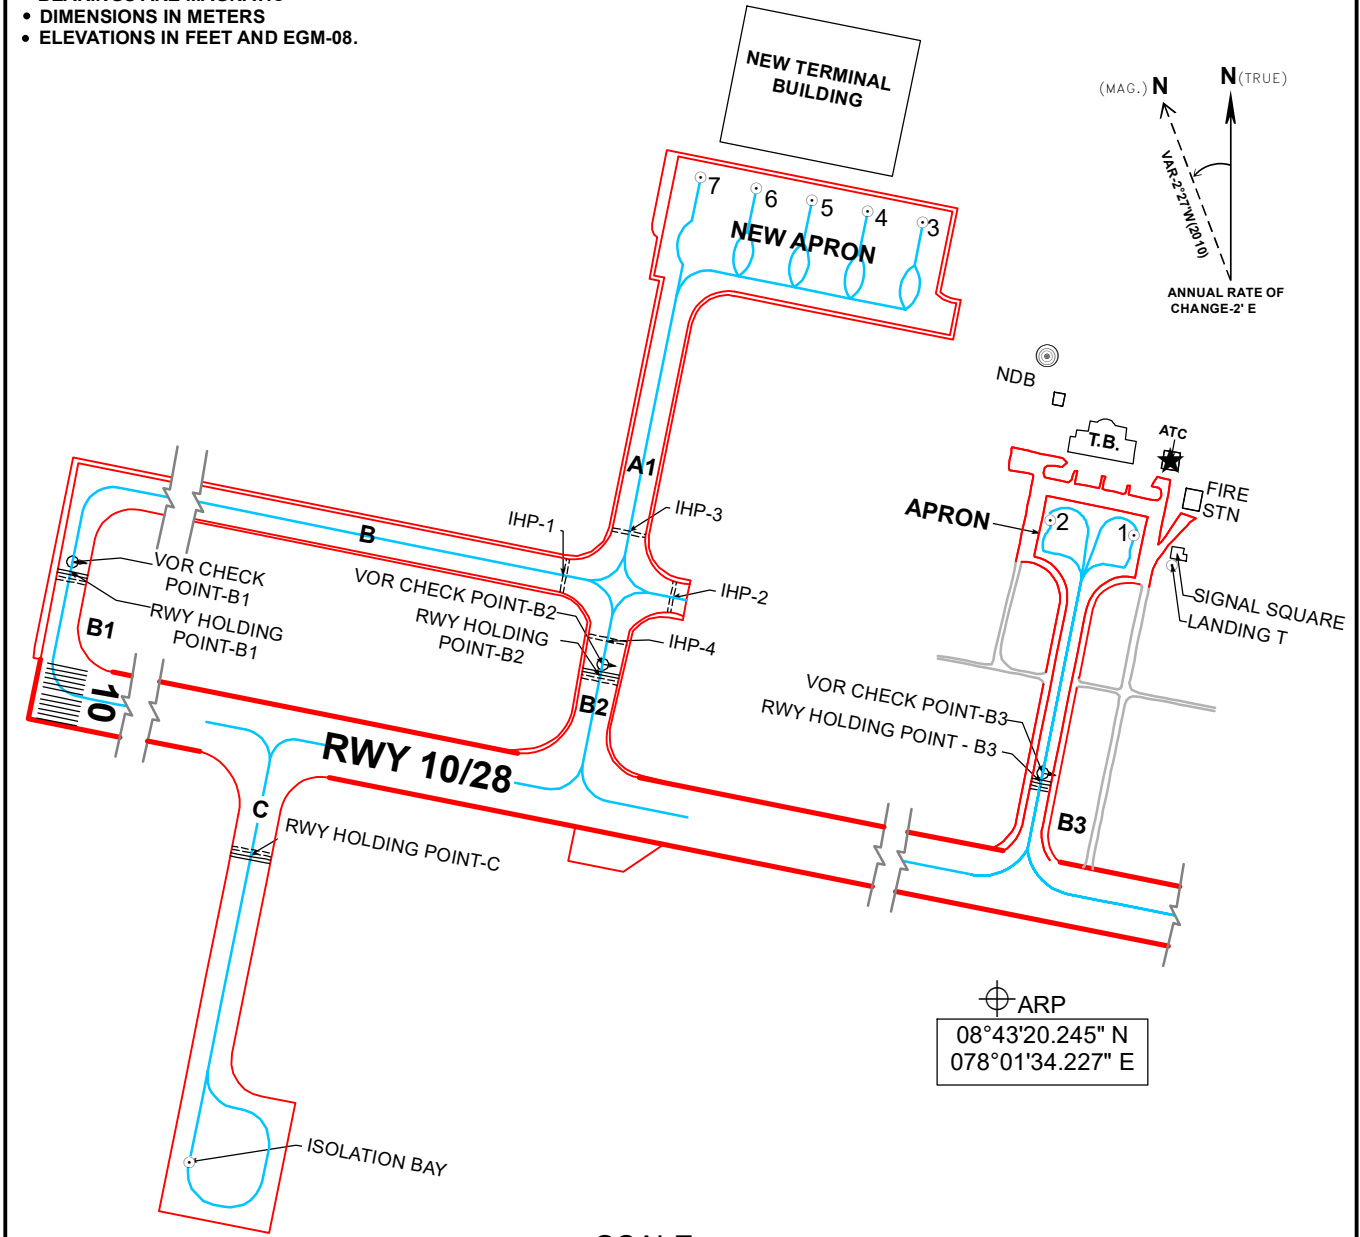 • DIMENSIONS IN METERS
• ELEVATIONS IN FEET AND EGM-08.
NEW TERMINAL
BUILDING
(MAG.) N
N (TRUE)
VAR-2°27'W(2010)
ANNUAL RATE OF
CHANGE-2' E
7
6
5
4
3
NEW APRON
NDB
T.B.
ATC
FIRE
STN
APRON
2
1
SIGNAL SQUARE
LANDING T
A1
IHP-1
IHP-3
B
VOR CHECK
POINT-B1
RWY HOLDING
POINT-B1
B1
VOR CHECK POINT-B2
RWY HOLDING
POINT-B2
IHP-2
IHP-4
B2
10
RWY 10/28
VOR CHECK POINT-B3
RWY HOLDING POINT - B3
B3
C
RWY HOLDING POINT-C
ARP
08°43'20.245" N
078°01'34.227" E
ISOLATION BAY